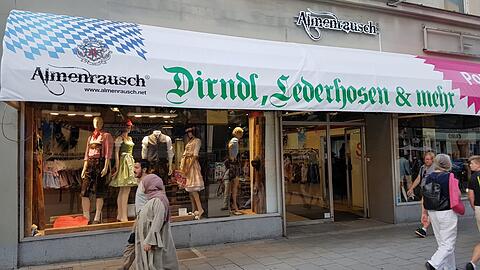 Almenrausch
Almenrausch®
www.almenrausch.net
Dirndl, Lederhosen & mehr